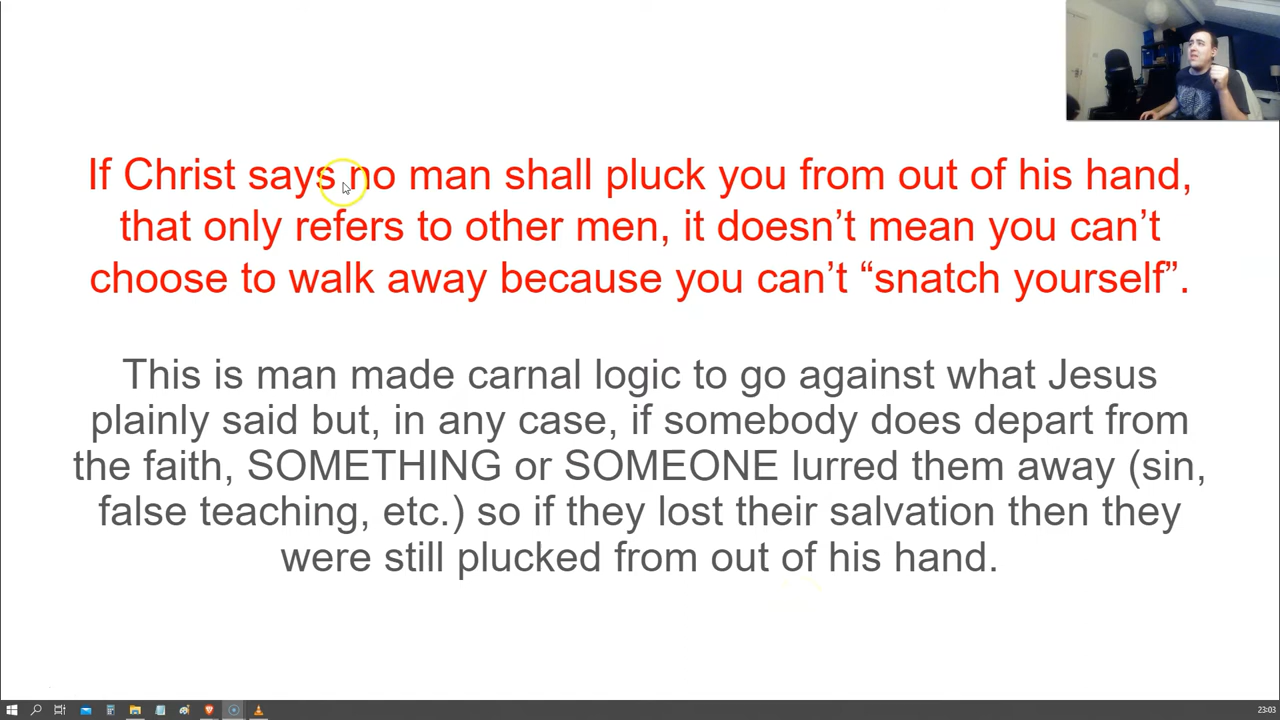 If Christ says no man shall pluck you from out of his hand,
that only refers to other men, it doesn’t mean you can’t
choose to walk away because you can’t “snatch yourself”.
This is man made carnal logic to go against what Jesus
plainly said but, in any case, if somebody does depart from
the faith, SOMETHING or SOMEONE lurred them away (sin,
false teaching, etc.) so if they lost their salvation then they
were still plucked from out of his hand.
23:03